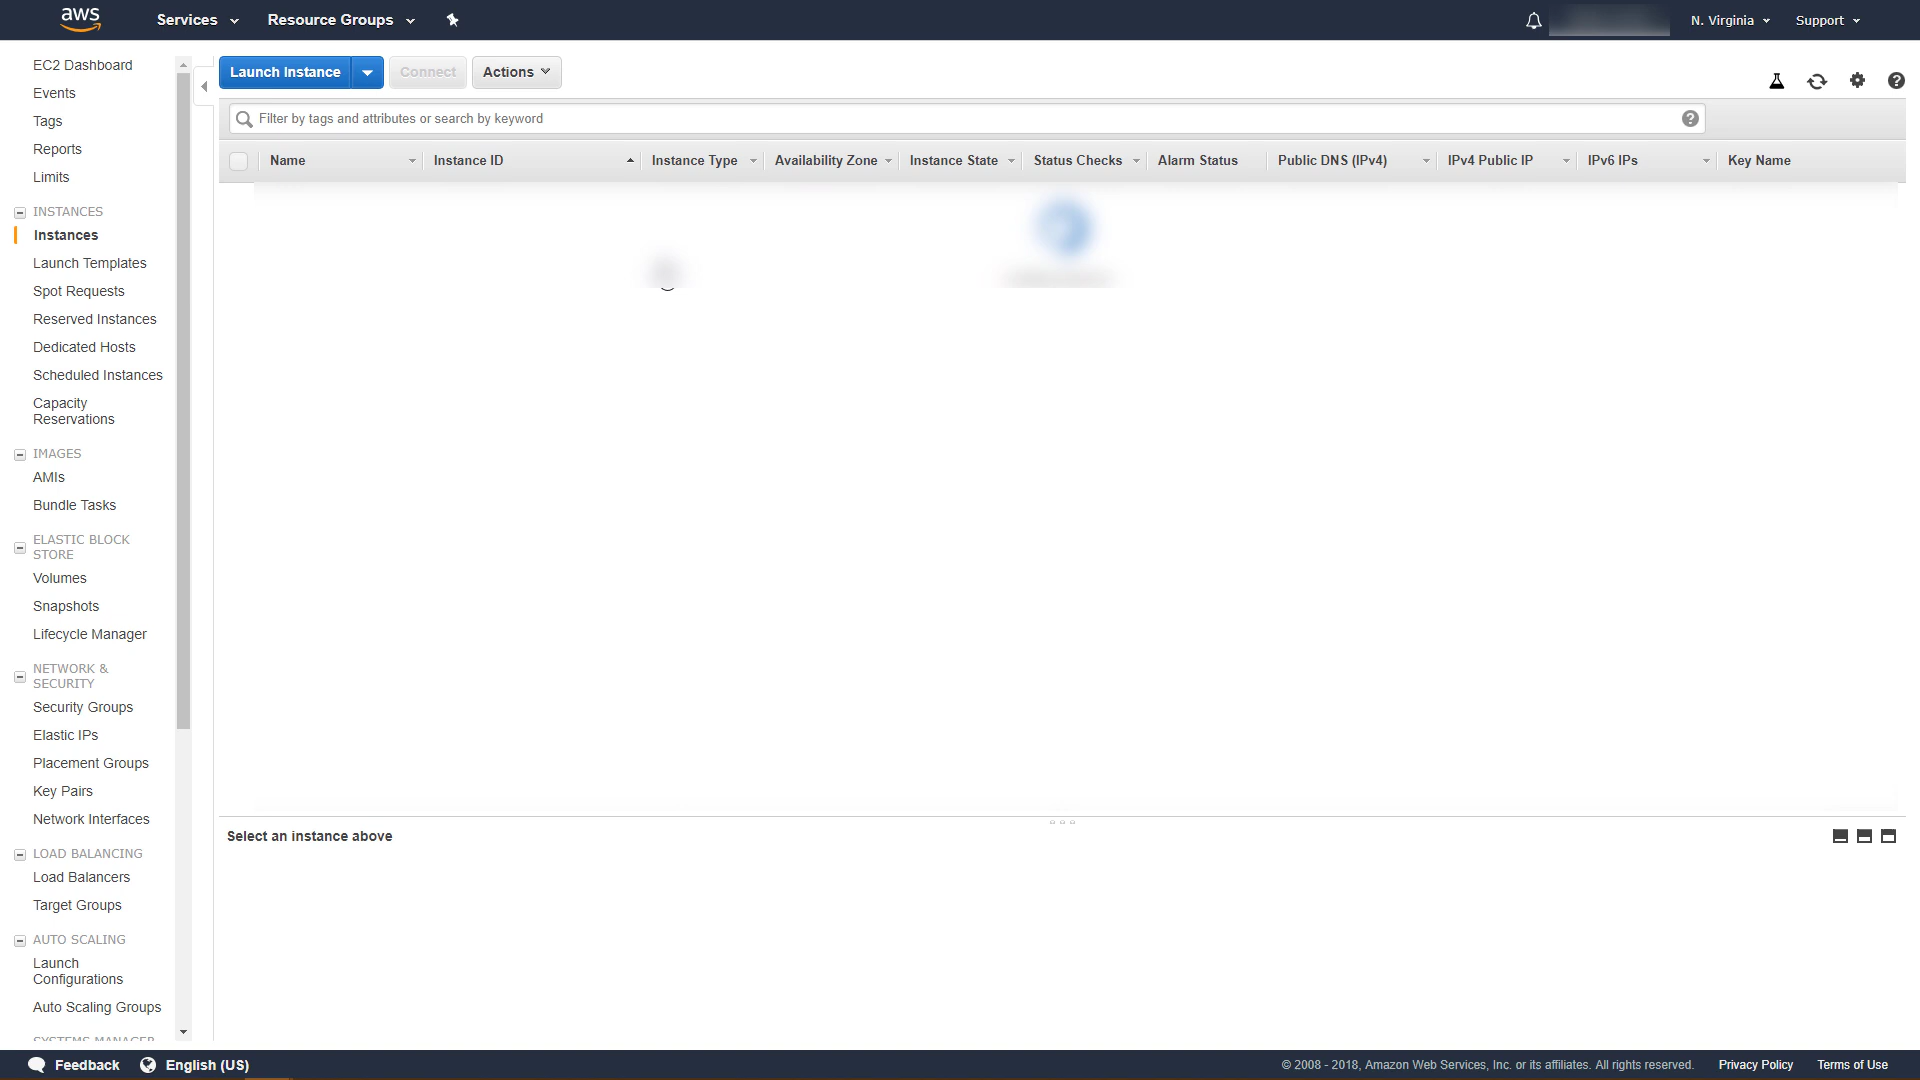 aws Services Resource Groups N. Virginia Support
EC2 Dashboard
Events
Tags
Reports
Limits
INSTANCES
Instances
Launch Templates
Spot Requests
Reserved Instances
Dedicated Hosts
Scheduled Instances
Capacity
Reservations
IMAGES
AMIs
Bundle Tasks
ELASTIC BLOCK
STORE
Volumes
Snapshots
Lifecycle Manager
NETWORK &
SECURITY
Security Groups
Elastic IPs
Placement Groups
Key Pairs
Network Interfaces
LOAD BALANCING
Load Balancers
Target Groups
AUTO SCALING
Launch
Configurations
Auto Scaling Groups
SYSTEMS MANAGER
Launch Instance Connect Actions
Filter by tags and attributes or search by keyword
Name Instance ID Instance Type Availability Zone Instance State Status Checks Alarm Status Public DNS (IPv4) IPv4 Public IP IPv6 IPs Key Name
Select an instance above
Feedback English (US) © 2008 - 2018, Amazon Web Services, Inc. or its affiliates. All rights reserved. Privacy Policy Terms of Use